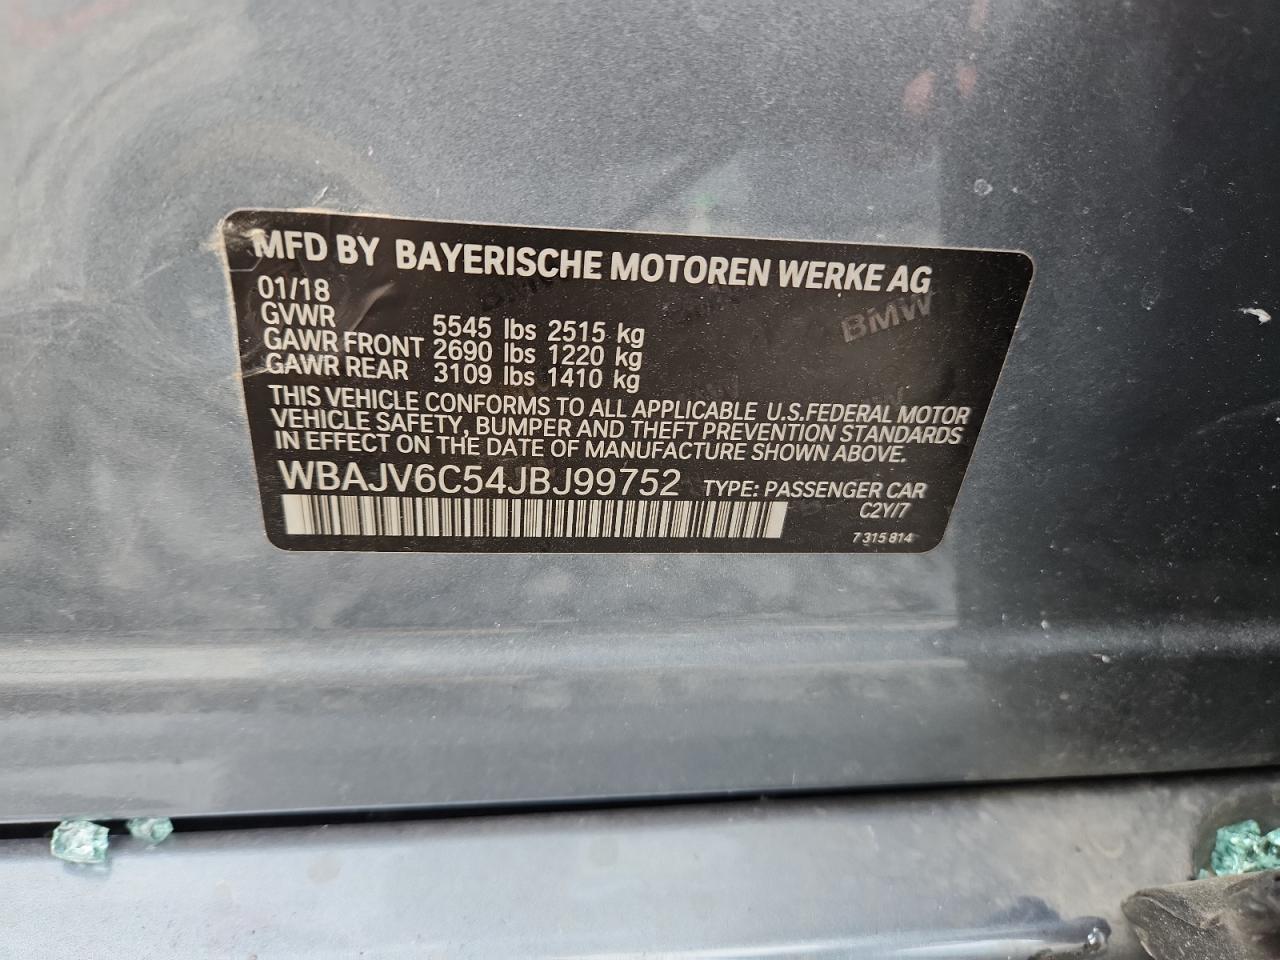 MFD BY BAYERISCHE MOTOREN WERKE AG
01/18
GVWR 5545 lbs 2515 kg
GAWR FRONT 2690 lbs 1220 kg
GAWR REAR 3109 lbs 1410 kg
THIS VEHICLE CONFORMS TO ALL APPLICABLE U.S.FEDERAL MOTOR
VEHICLE SAFETY, BUMPER AND THEFT PREVENTION STANDARDS
IN EFFECT ON THE DATE OF MANUFACTURE SHOWN ABOVE.
WBAJV6C54JBJ99752 TYPE: PASSENGER CAR
C2Y/7
7 315 814
BMW